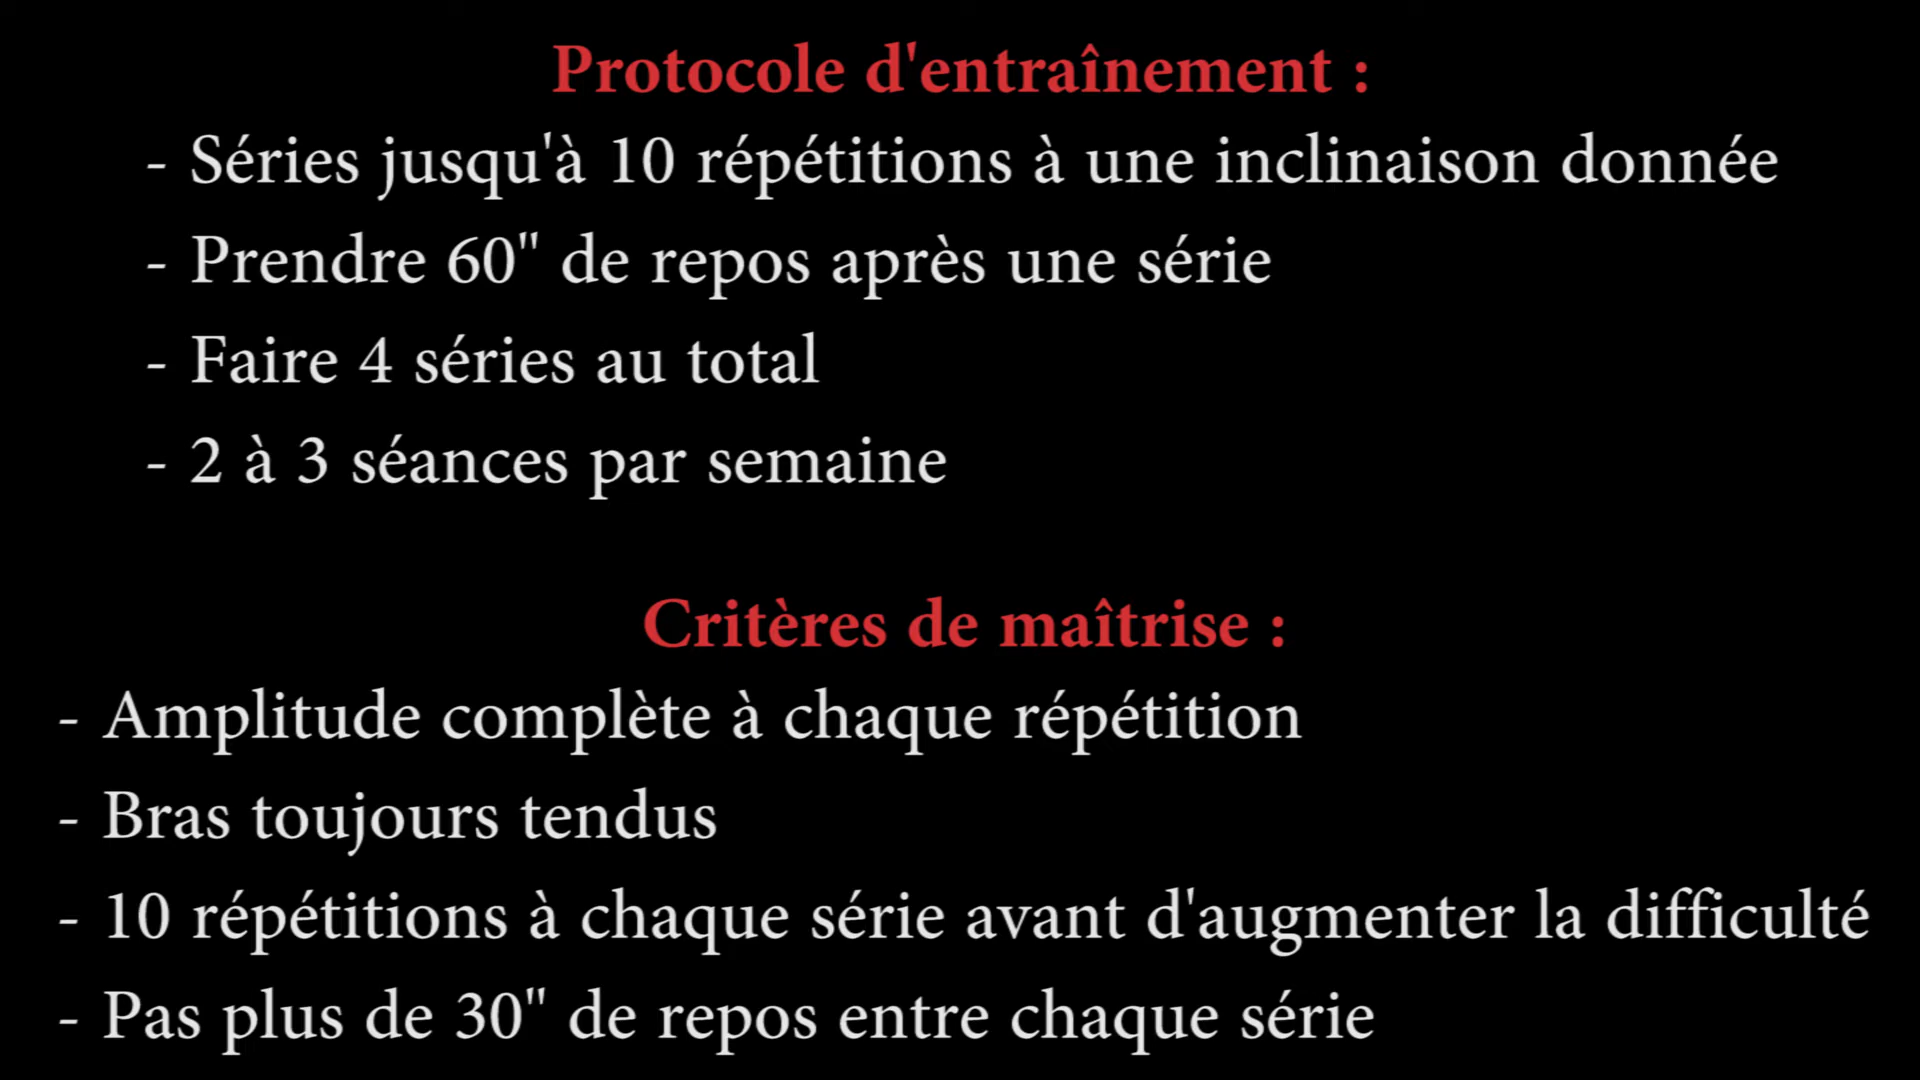 Protocole d'entraînement :
- Séries jusqu'à 10 répétitions à une inclinaison donnée
- Prendre 60" de repos après une série
- Faire 4 séries au total
- 2 à 3 séances par semaine
Critères de maîtrise :
- Amplitude complète à chaque répétition
- Bras toujours tendus
- 10 répétitions à chaque série avant d'augmenter la difficulté
- Pas plus de 30" de repos entre chaque série